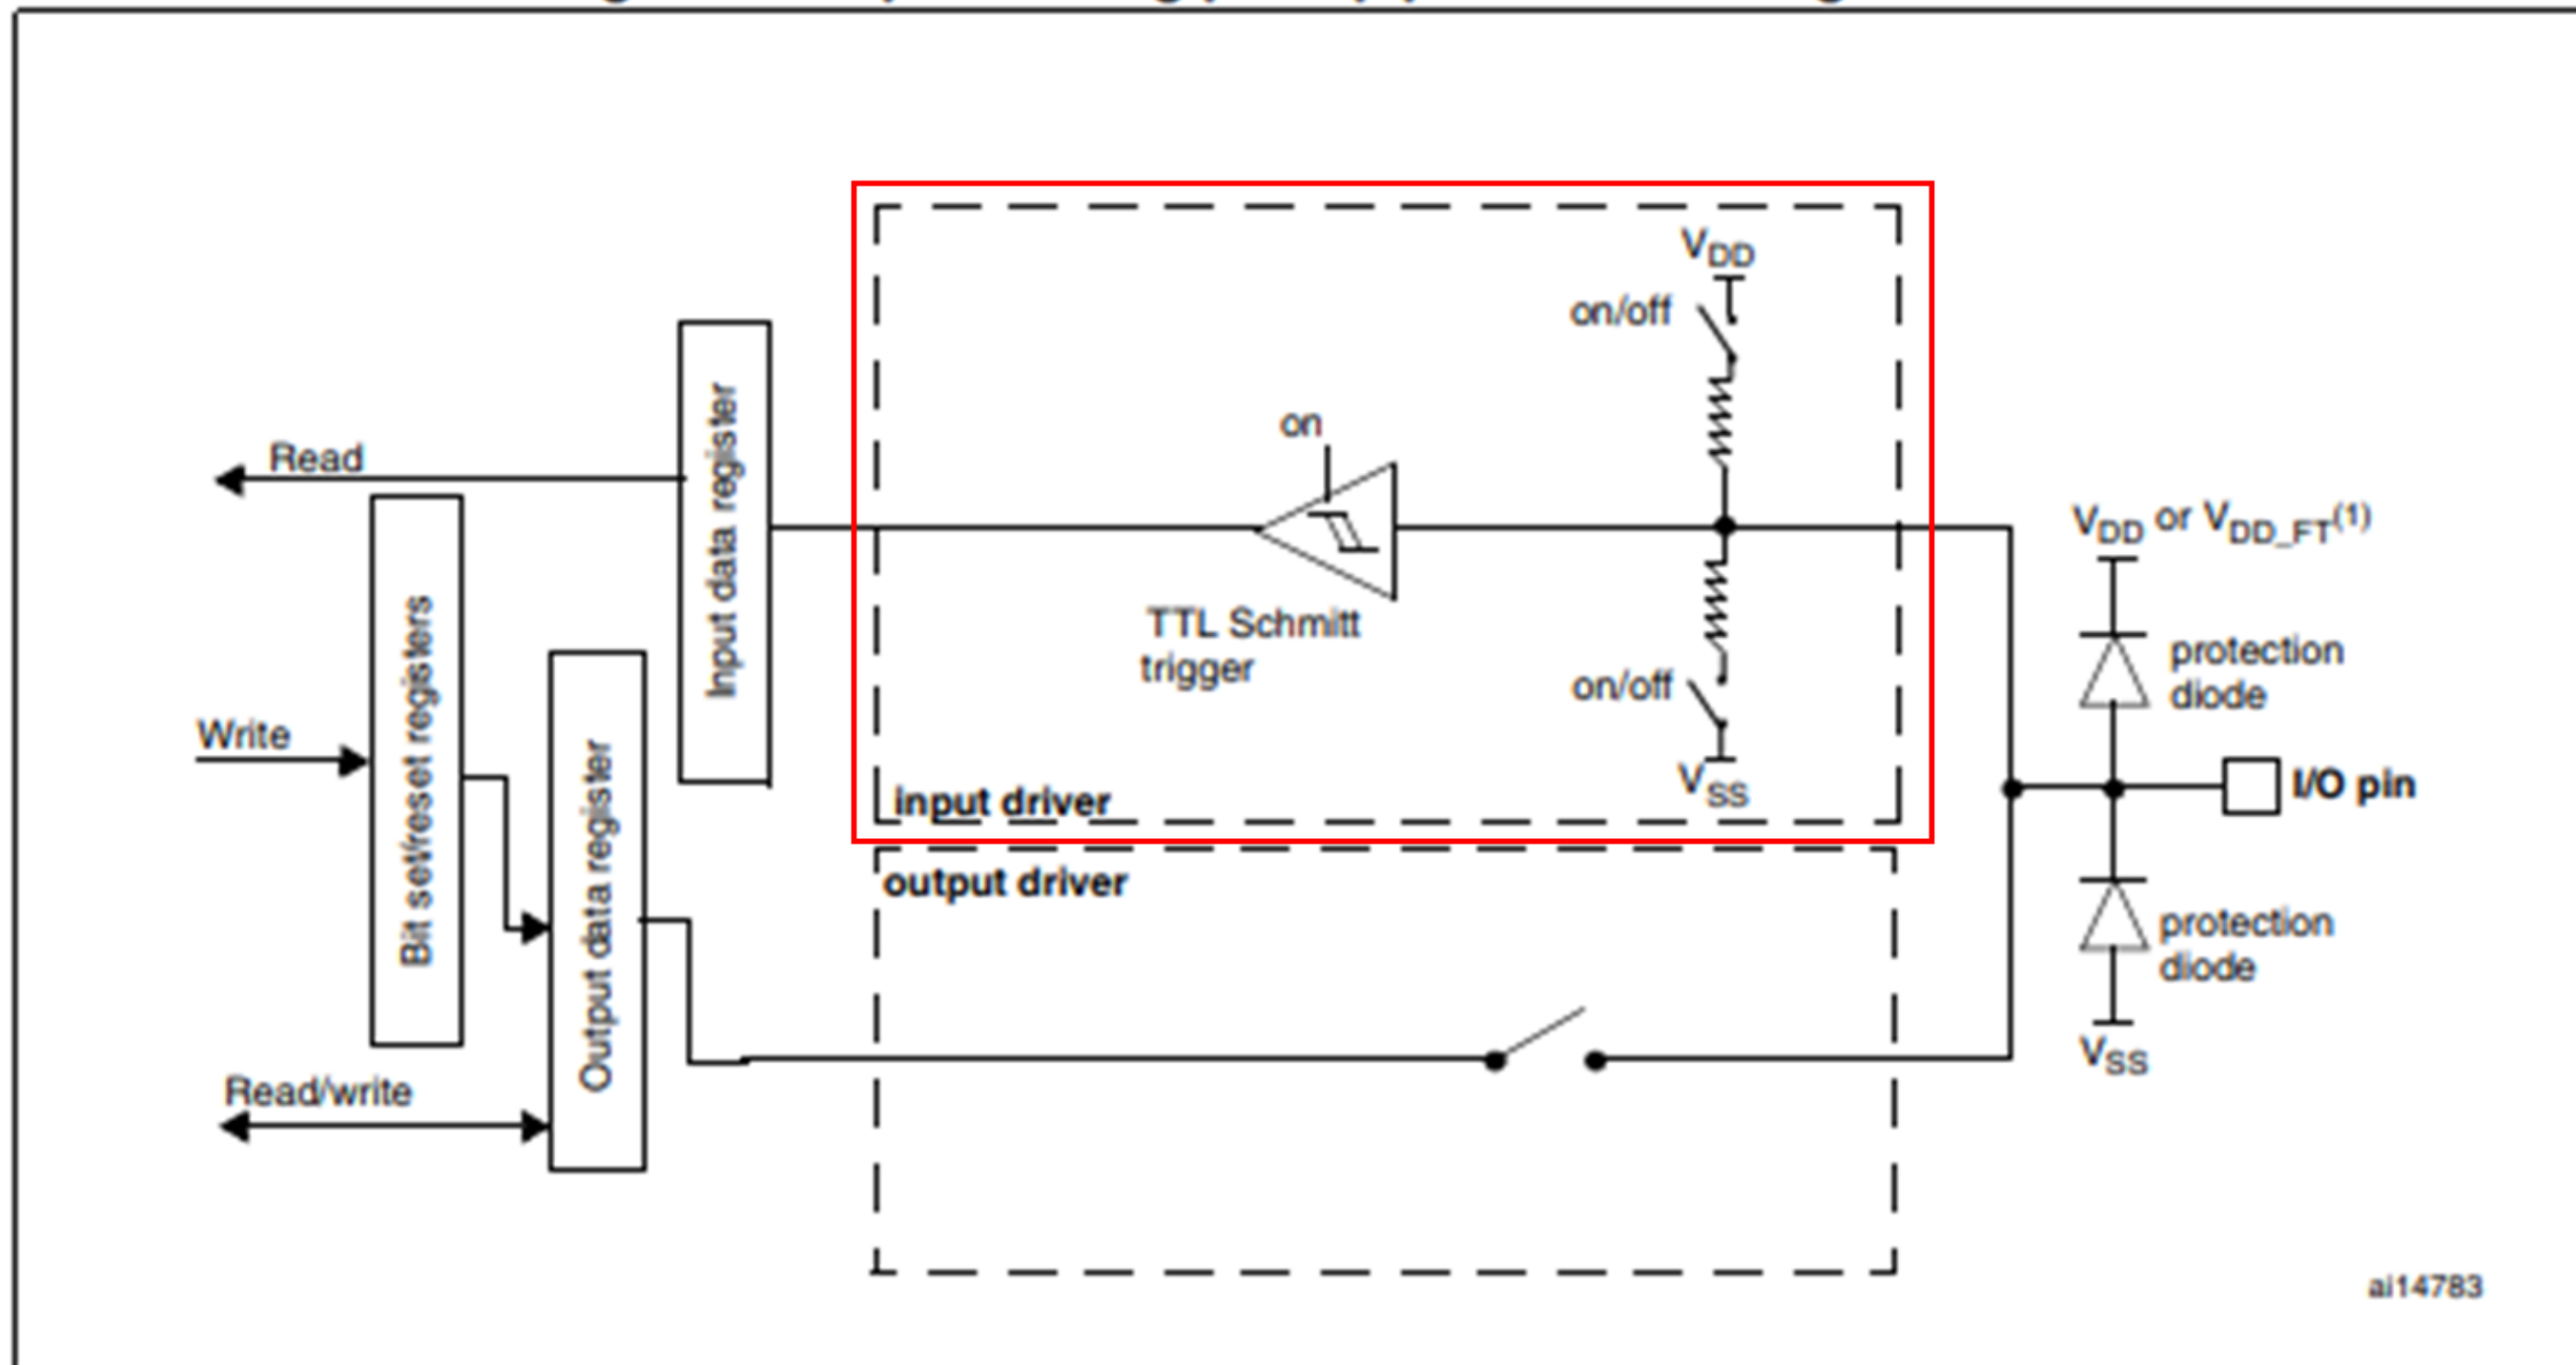 VDD
on/off
on
Read
Input data register
VDD or VDD_FT(1)
TTL Schmitt
trigger
protection
diode
on/off
Write
Bit set/reset registers
VSS
I/O pin
input driver
output driver
Output data register
protection
diode
VSS
Read/write
ai14783